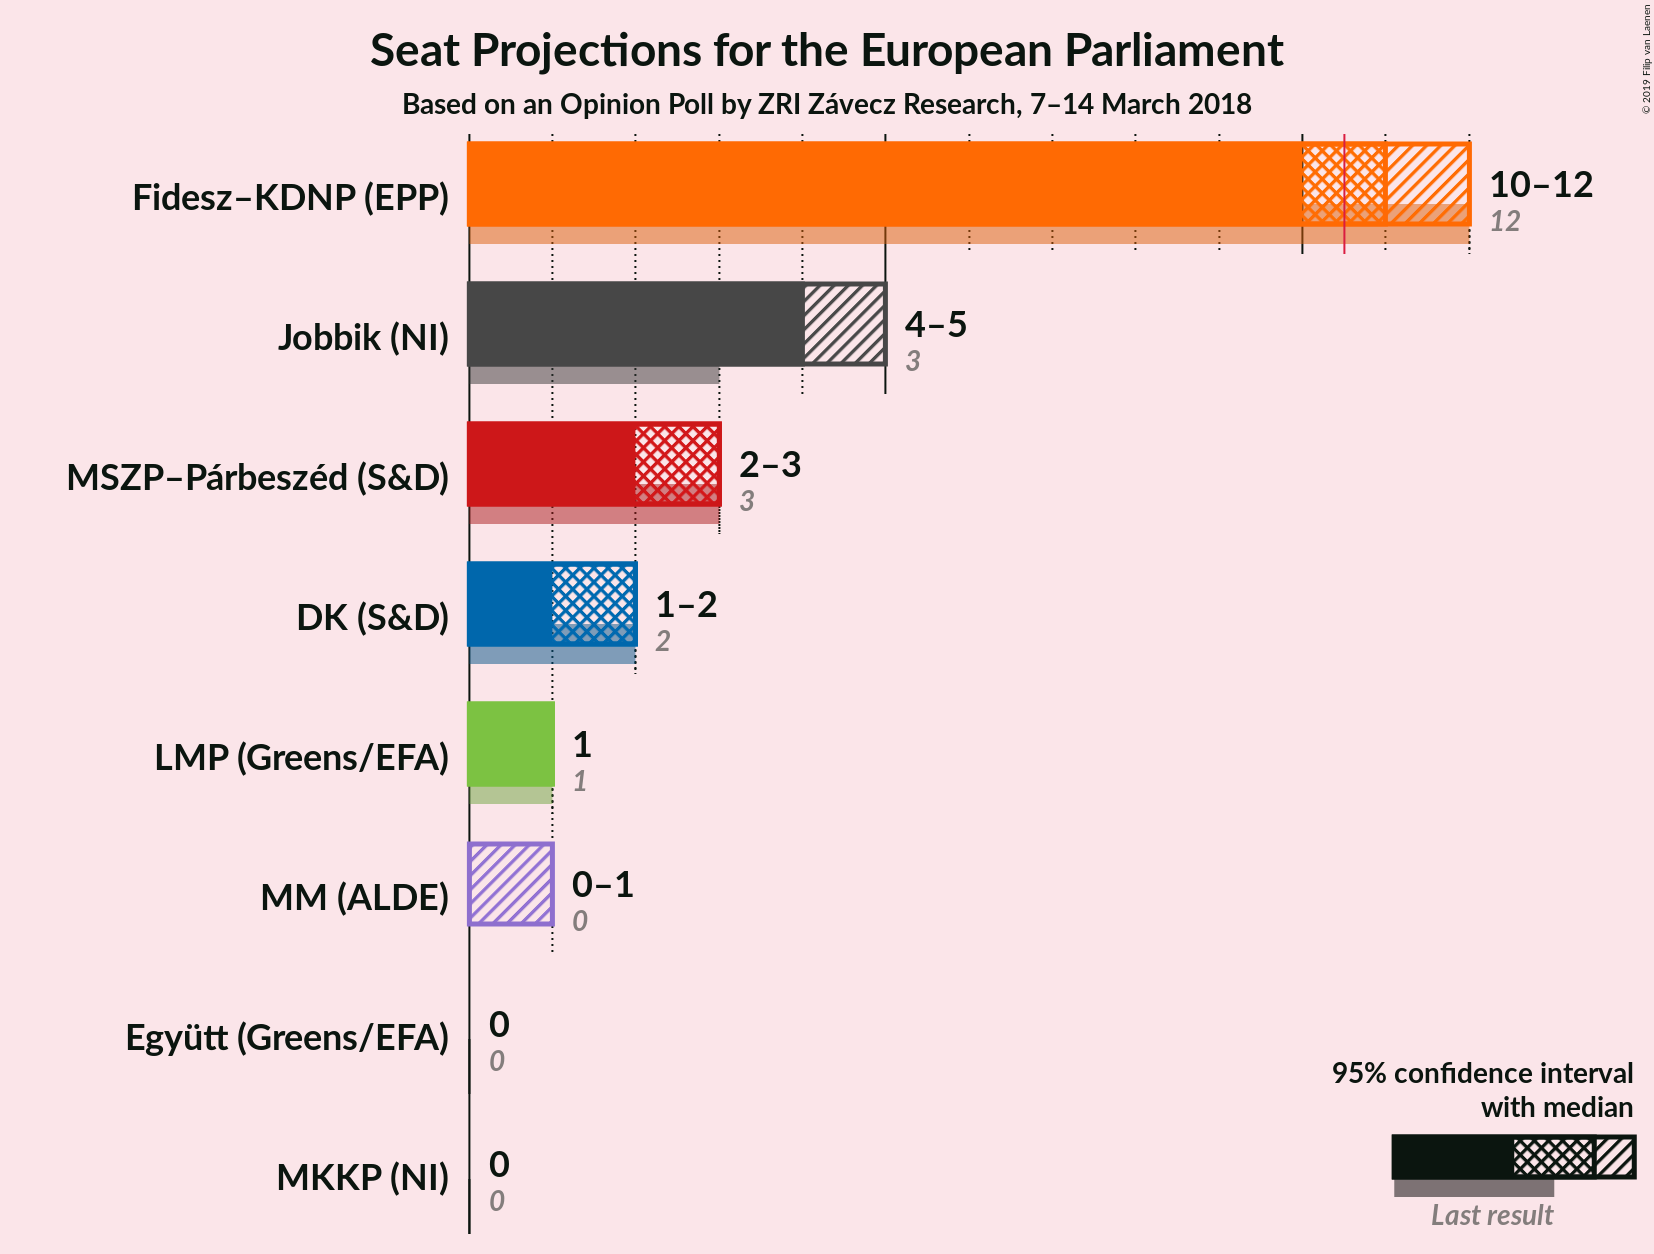 Seat Projections for the European Parliament
Based on an Opinion Poll by ZRI Závecz Research, 7–14 March 2018
© 2019 Filip van Laenen
Fidesz–KDNP (EPP)
10–12
12
Jobbik (NI)
4–5
3
MSZP–Párbeszéd (S&D)
2–3
3
DK (S&D)
1–2
2
LMP (Greens/EFA)
1
1
MM (ALDE)
0–1
0
Együtt (Greens/EFA)
0
0
MKKP (NI)
0
0
95% confidence interval
with median
Last result